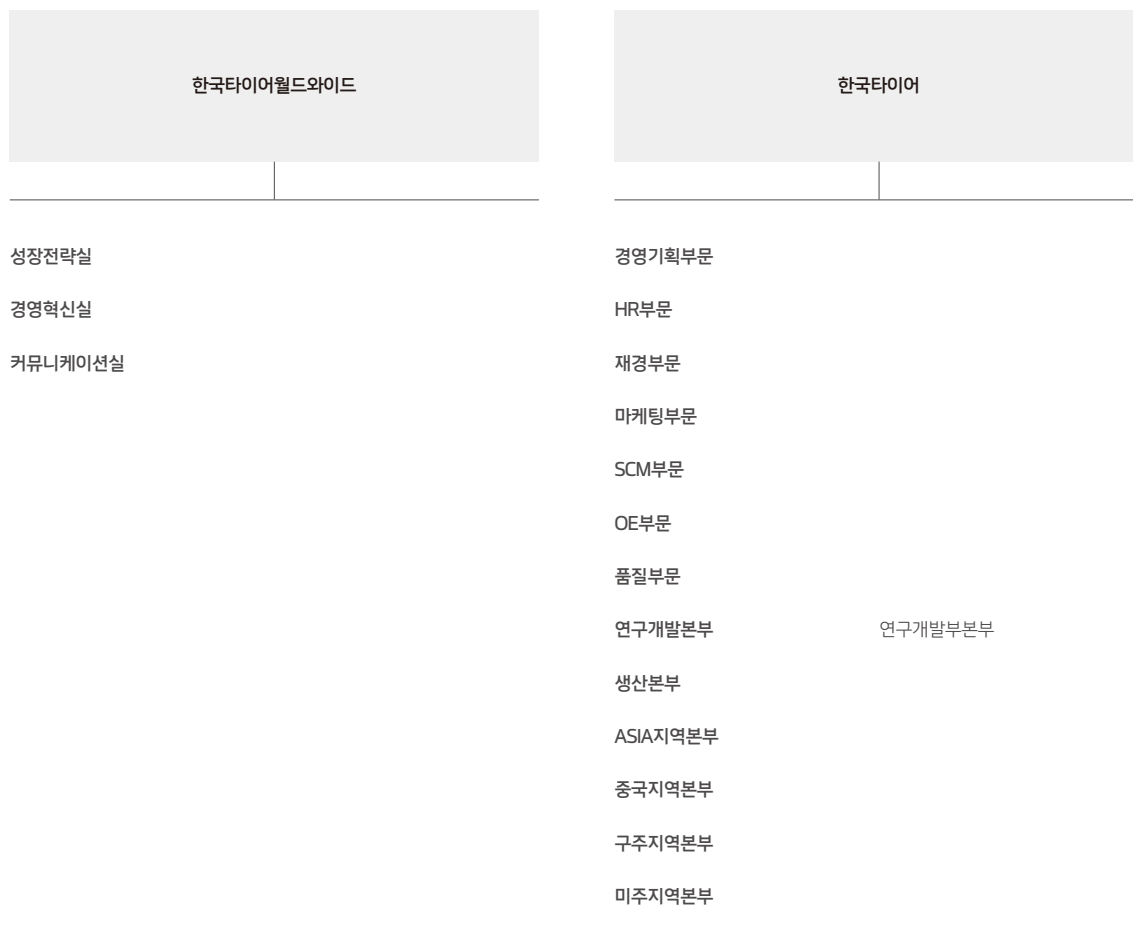 한국타이어월드와이드
성장전략실
경영혁신실
커뮤니케이션실
한국타이어
경영기획부문
HR부문
재경부문
마케팅부문
SCM부문
OE부문
품질부문
연구개발본부 연구개발부본부
생산본부
ASIA지역본부
중국지역본부
구주지역본부
미주지역본부